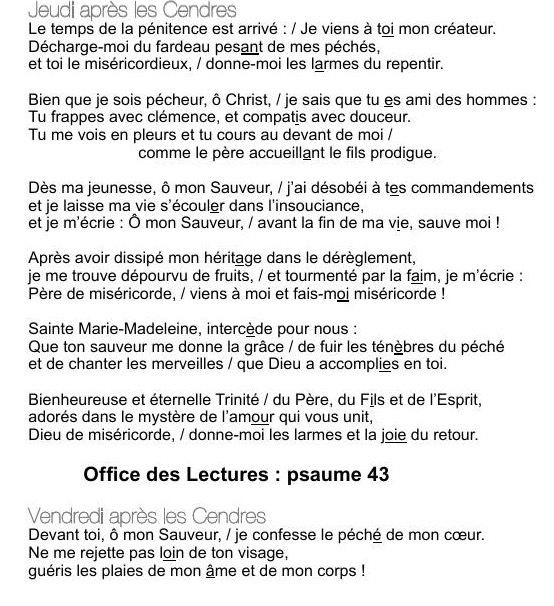 Jeudi après les Cendres
Le temps de la pénitence est arrivé : / Je viens à toi mon créateur.
Décharge-moi du fardeau pesant de mes péchés,
et toi le miséricordieux, / donne-moi les larmes du repentir.
Bien que je sois pécheur, ô Christ, / je sais que tu es ami des hommes :
Tu frappes avec clémence, et compatis avec douceur.
Tu me vois en pleurs et tu cours au devant de moi /
comme le père accueillant le fils prodigue.
Dès ma jeunesse, ô mon Sauveur, / j'ai désobéi à tes commandements
et je laisse ma vie s'écouler dans l'insouciance,
et je m'écrie : Ô mon Sauveur, / avant la fin de ma vie, sauve moi !
Après avoir dissipé mon héritage dans le dérèglement,
je me trouve dépourvu de fruits, / et tourmenté par la faim, je m'écrie :
Père de miséricorde, / viens à moi et fais-moi miséricorde !
Sainte Marie-Madeleine, intercède pour nous :
Que ton sauveur me donne la grâce / de fuir les ténèbres du péché
et de chanter les merveilles / que Dieu a accomplies en toi.
Bienheureuse et éternelle Trinité / du Père, du Fils et de l'Esprit,
adorés dans le mystère de l'amour qui vous unit,
Dieu de miséricorde, / donne-moi les larmes et la joie du retour.
Office des Lectures : psaume 43
Vendredi après les Cendres
Devant toi, ô mon Sauveur, / je confesse le péché de mon cœur.
Ne me rejette pas loin de ton visage,
guéris les plaies de mon âme et de mon corps !